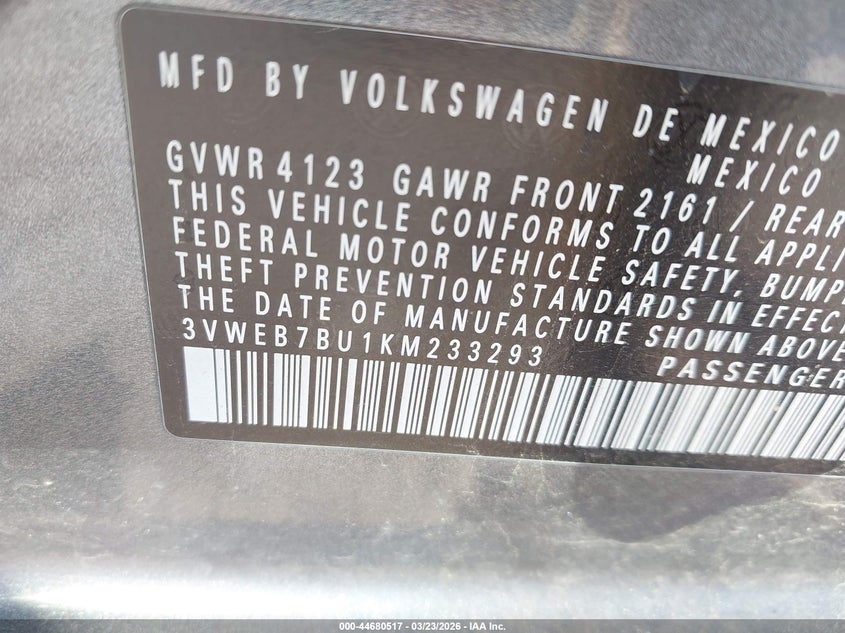 MFD BY VOLKSWAGEN DE MEXICO
MEXICO
GVWR 4123 GAWR FRONT 2161 / REAR
THIS VEHICLE CONFORMS TO ALL APPLI
FEDERAL MOTOR VEHICLE SAFETY, BUMP
THEFT PREVENTION STANDARDS IN EFFECT
THE DATE OF MANUFACTURE SHOWN ABOVE
3VWEB7BU1KM233293
PASSENGER
000-44680517 | 03/23/2026 | IAA Inc.